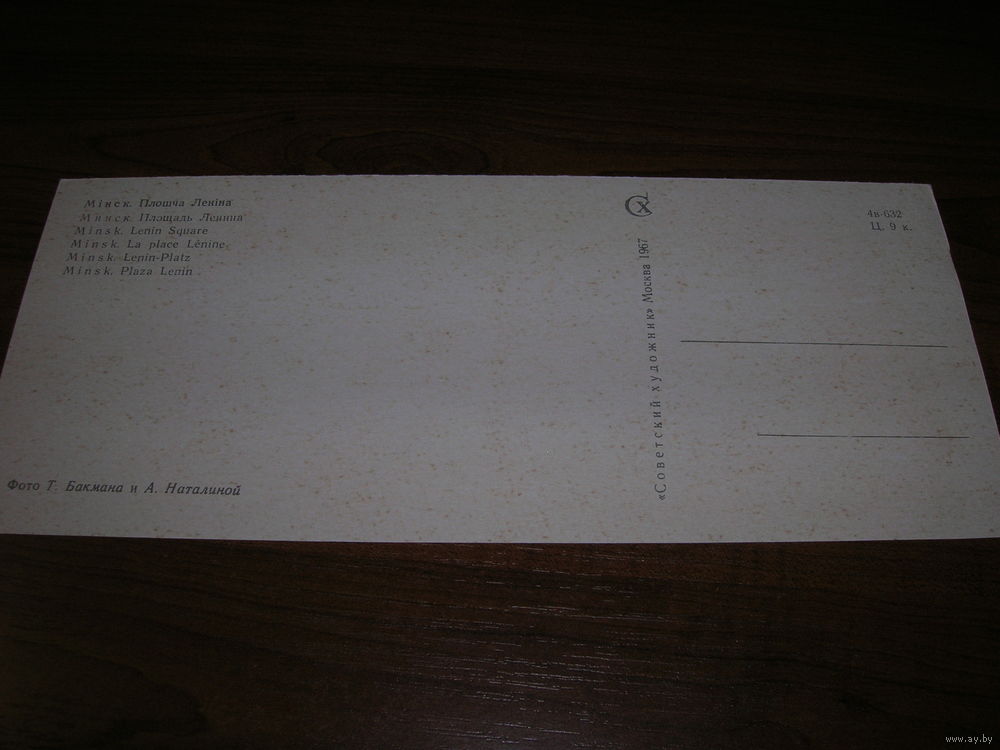 Мінск. Плошча Леніна
Минск. Площадь Ленина
Minsk. Lenin Square
Minsk. La place Lénine
Minsk. Lenin-Platz
Minsk. Plaza Lenin
Фото Т. Бакмана и А. Наталиной
СХ
«Советский художник» Москва 1967
4в-632
Ц. 9 к.
www.ay.by